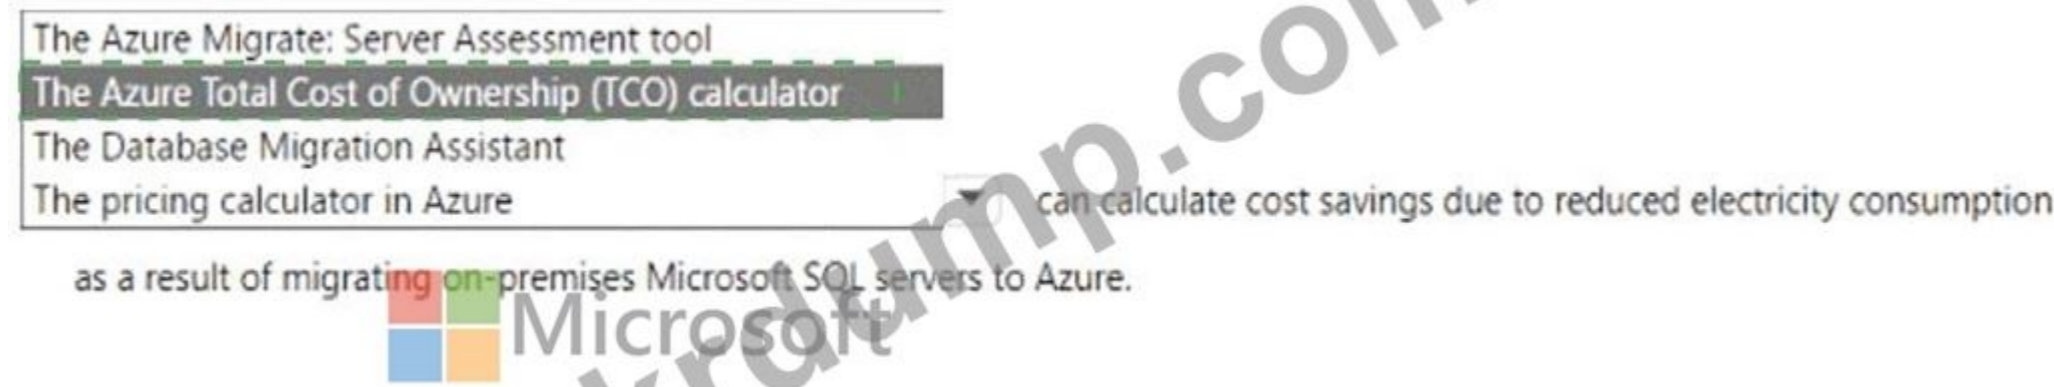 The Azure Migrate: Server Assessment tool
The Azure Total Cost of Ownership (TCO) calculator
The Database Migration Assistant
The pricing calculator in Azure
can calculate cost savings due to reduced electricity consumption
as a result of migrating on-premises Microsoft SQL servers to Azure.
Microsoft
krdump.com